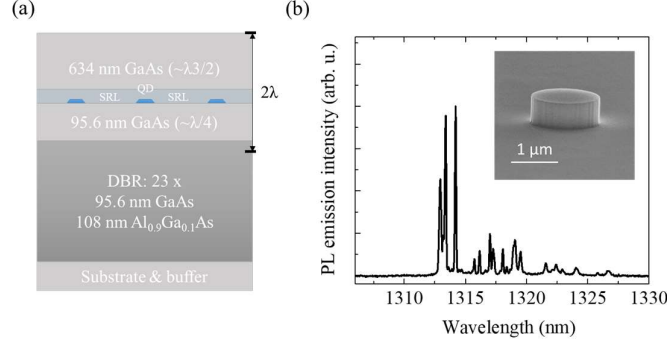 (a)
634 nm GaAs (~λ3/2)
QD
SRL SRL
95.6 nm GaAs (~λ/4)
2λ
DBR: 23 x
95.6 nm GaAs
108 nm Al0.9Ga0.1As
Substrate & buffer
(b)
PL emission intensity (arb. u.)
1 μm
1310 1315 1320 1325 1330
Wavelength (nm)